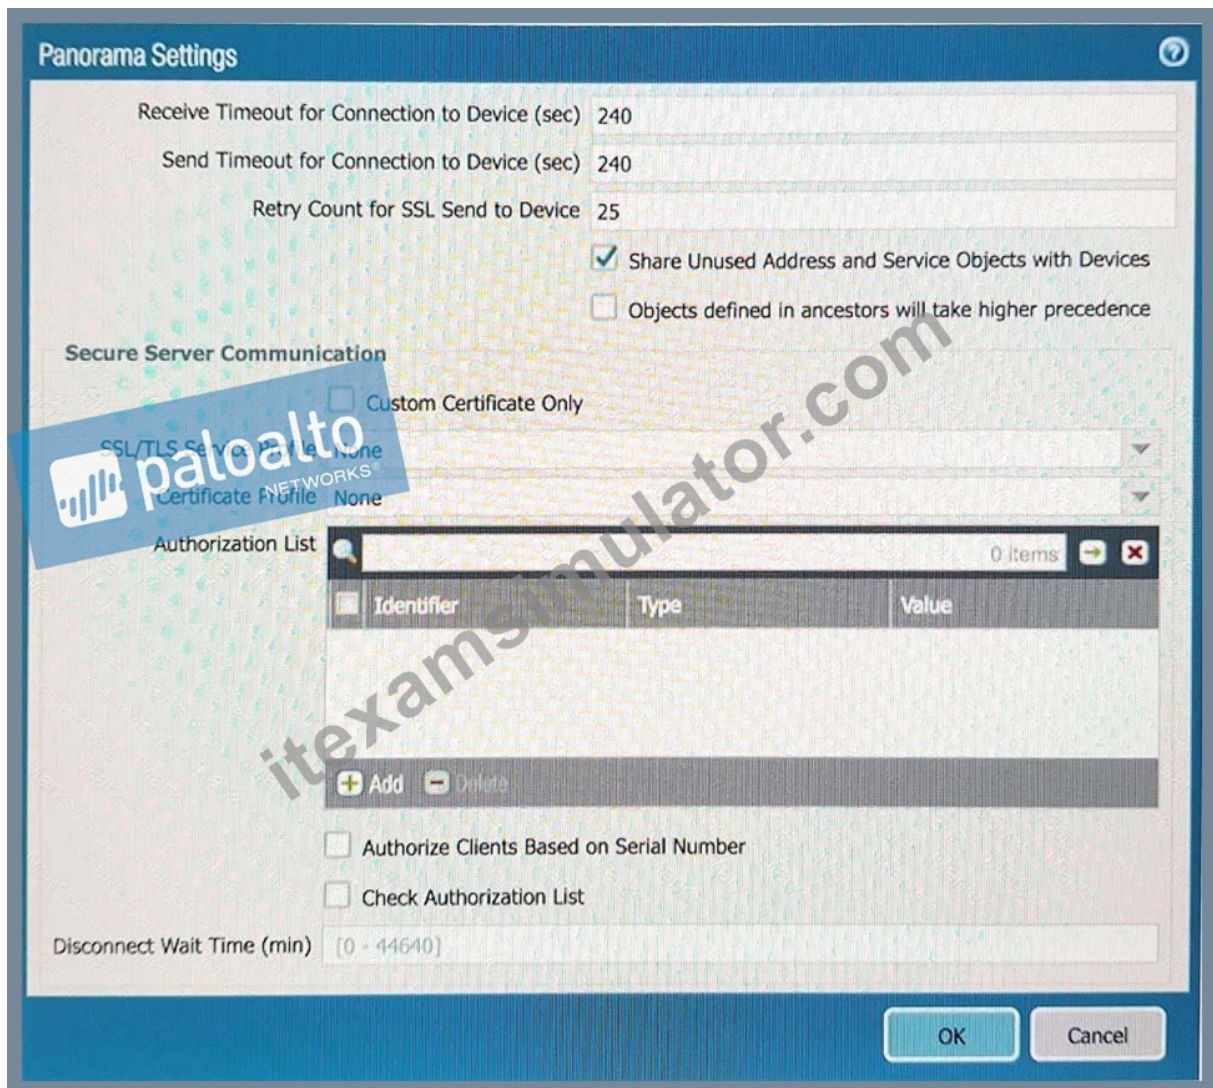 Panorama Settings
Receive Timeout for Connection to Device (sec) 240
Send Timeout for Connection to Device (sec) 240
Retry Count for SSL Send to Device 25
Share Unused Address and Service Objects with Devices
Objects defined in ancestors will take higher precedence
Secure Server Communication
Custom Certificate Only
SSL/TLS Service Profile None
paloalto
NETWORKS®
Certificate Profile None
Authorization List 0 items
Identifier Type Value
itexamsimulator.com
Add Delete
Authorize Clients Based on Serial Number
Check Authorization List
Disconnect Wait Time (min) [0 - 44640]
OK Cancel